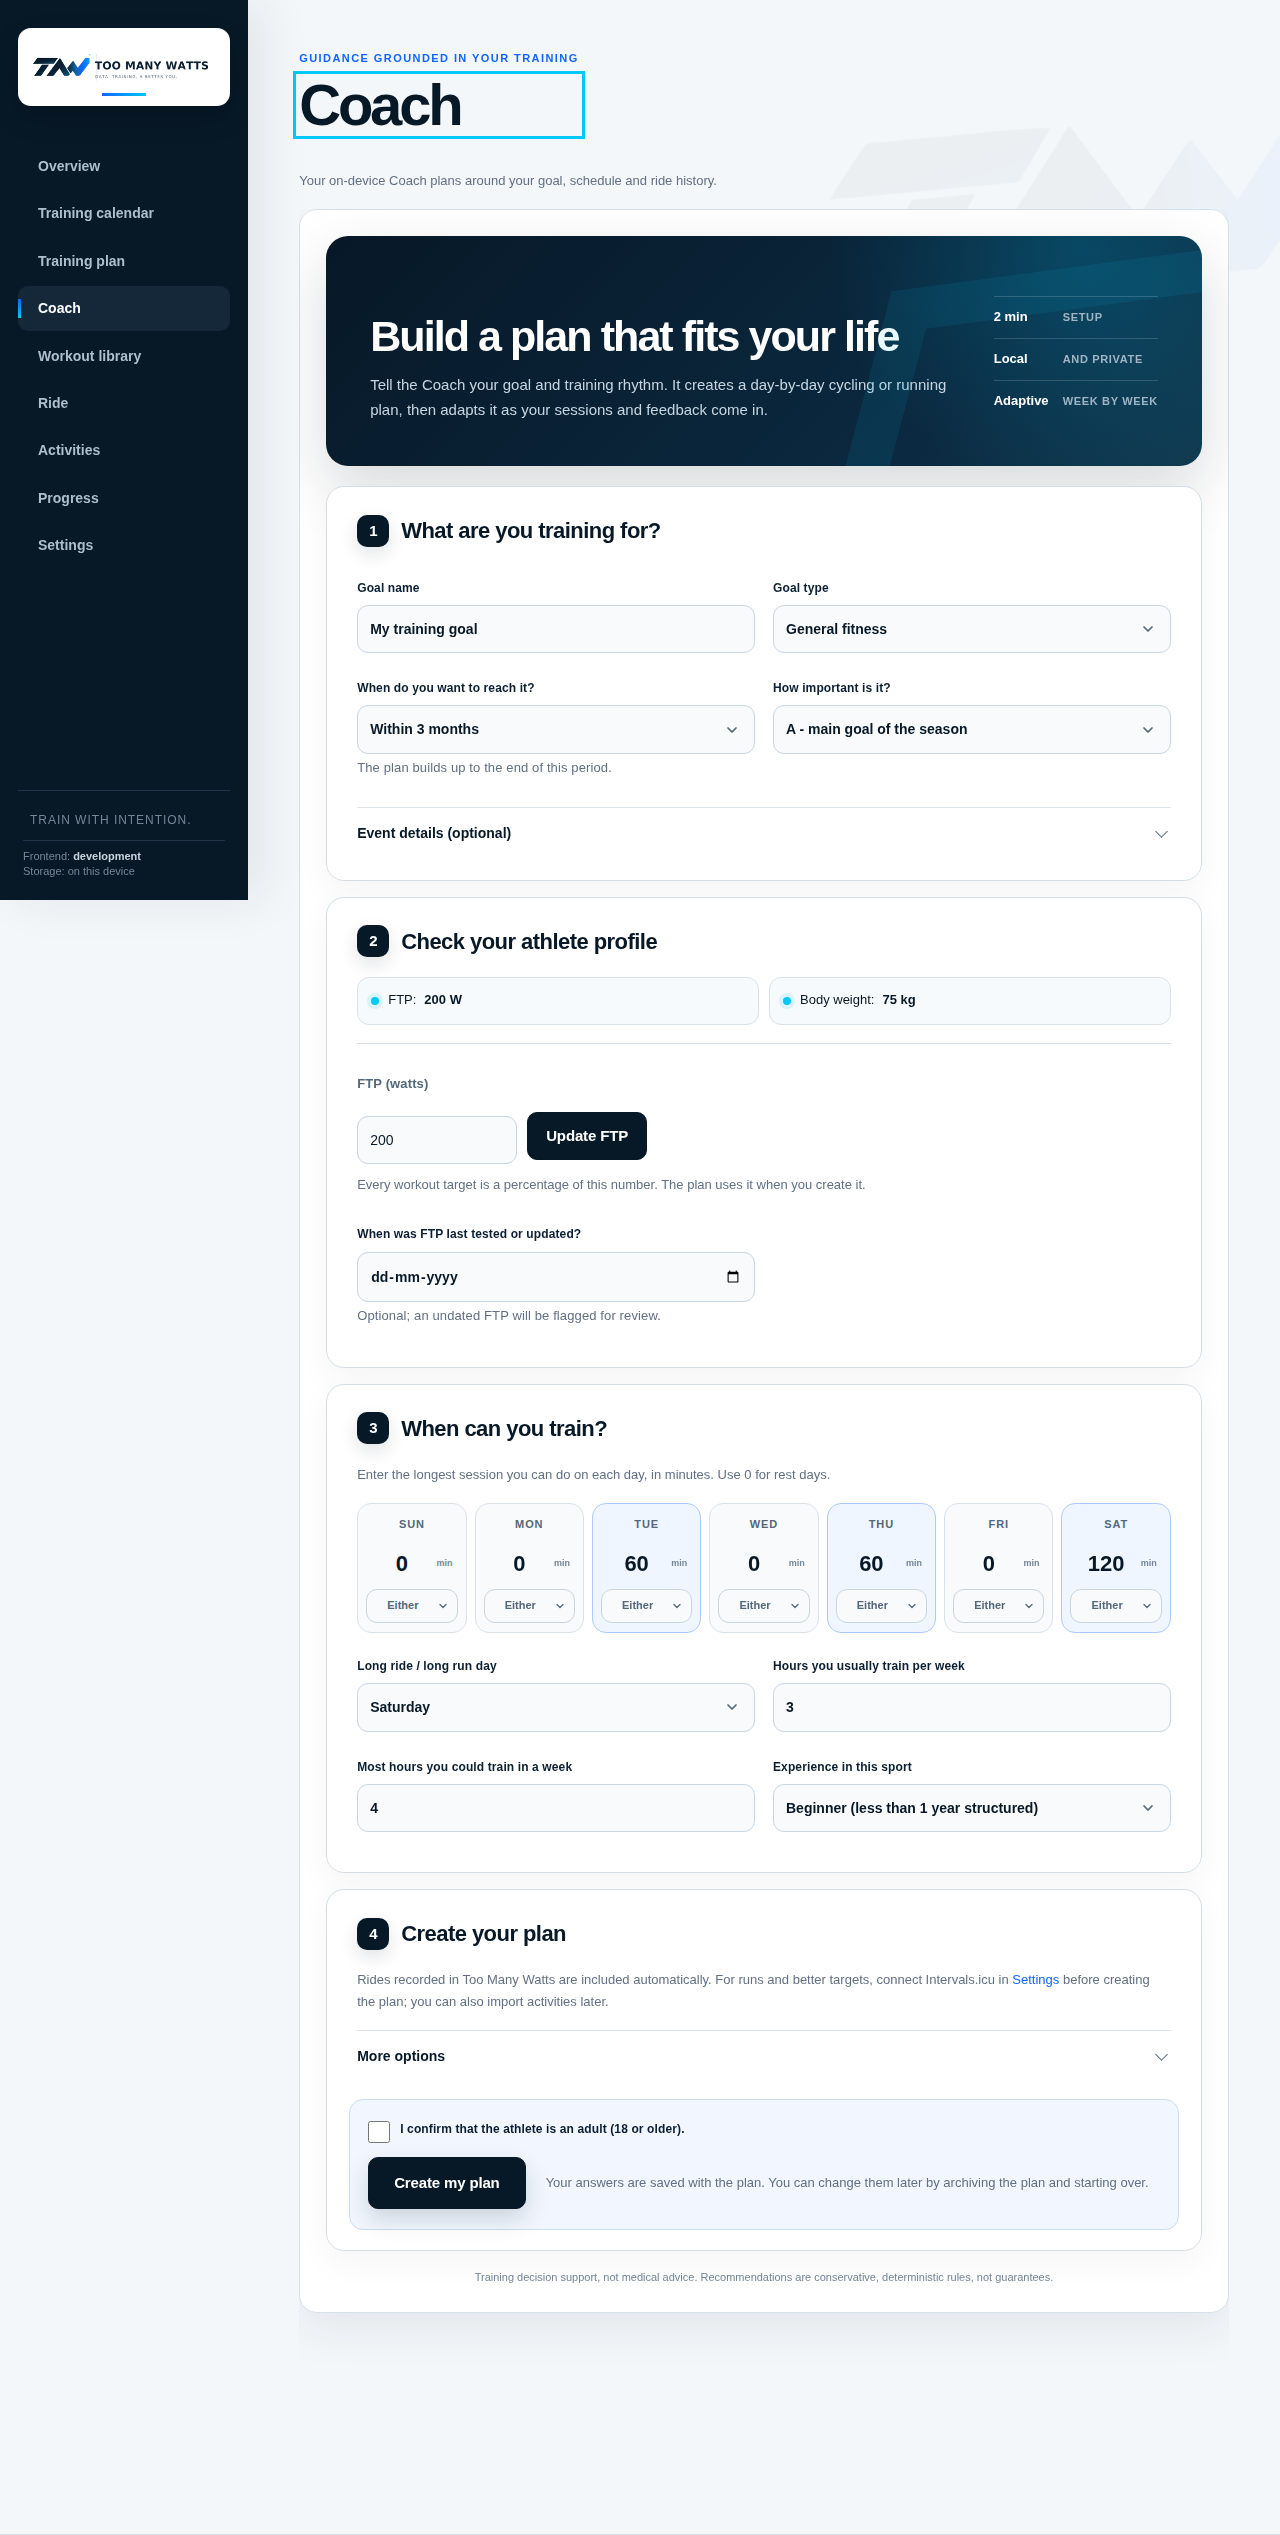 TAW TOO MANY WATTS
DATA. TRAINING. A BETTER YOU.
Overview
Training calendar
Training plan
Coach
Workout library
Ride
Activities
Progress
Settings
TRAIN WITH INTENTION.
Frontend: development
Storage: on this device
GUIDANCE GROUNDED IN YOUR TRAINING
Coach
Your on-device Coach plans around your goal, schedule and ride history.
Build a plan that fits your life
Tell the Coach your goal and training rhythm. It creates a day-by-day cycling or running
plan, then adapts it as your sessions and feedback come in.
2 min SETUP
Local AND PRIVATE
Adaptive WEEK BY WEEK
1 What are you training for?
Goal name Goal type
My training goal General fitness
When do you want to reach it? How important is it?
Within 3 months A - main goal of the season
The plan builds up to the end of this period.
Event details (optional)
2 Check your athlete profile
FTP: 200 W Body weight: 75 kg
FTP (watts)
200 Update FTP
Every workout target is a percentage of this number. The plan uses it when you create it.
When was FTP last tested or updated?
dd-mm-yyyy
Optional; an undated FTP will be flagged for review.
3 When can you train?
Enter the longest session you can do on each day, in minutes. Use 0 for rest days.
SUN MON TUE WED THU FRI SAT
0 min 0 min 60 min 0 min 60 min 0 min 120 min
Either Either Either Either Either Either Either
Long ride / long run day Hours you usually train per week
Saturday 3
Most hours you could train in a week Experience in this sport
4 Beginner (less than 1 year structured)
4 Create your plan
Rides recorded in Too Many Watts are included automatically. For runs and better targets, connect Intervals.icu in Settings before creating
the plan; you can also import activities later.
More options
I confirm that the athlete is an adult (18 or older).
Create my plan Your answers are saved with the plan. You can change them later by archiving the plan and starting over.
Training decision support, not medical advice. Recommendations are conservative, deterministic rules, not guarantees.